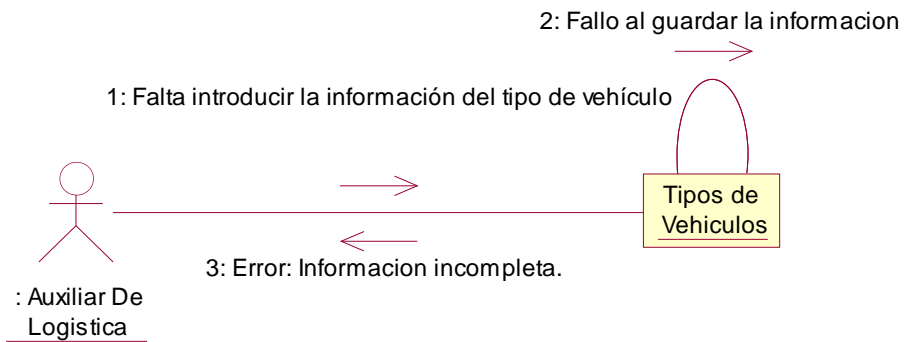 2: Fallo al guardar la informacion
1: Falta introducir la información del tipo de vehículo
Tipos de
Vehiculos
3: Error: Informacion incompleta.
: Auxiliar De
Logistica